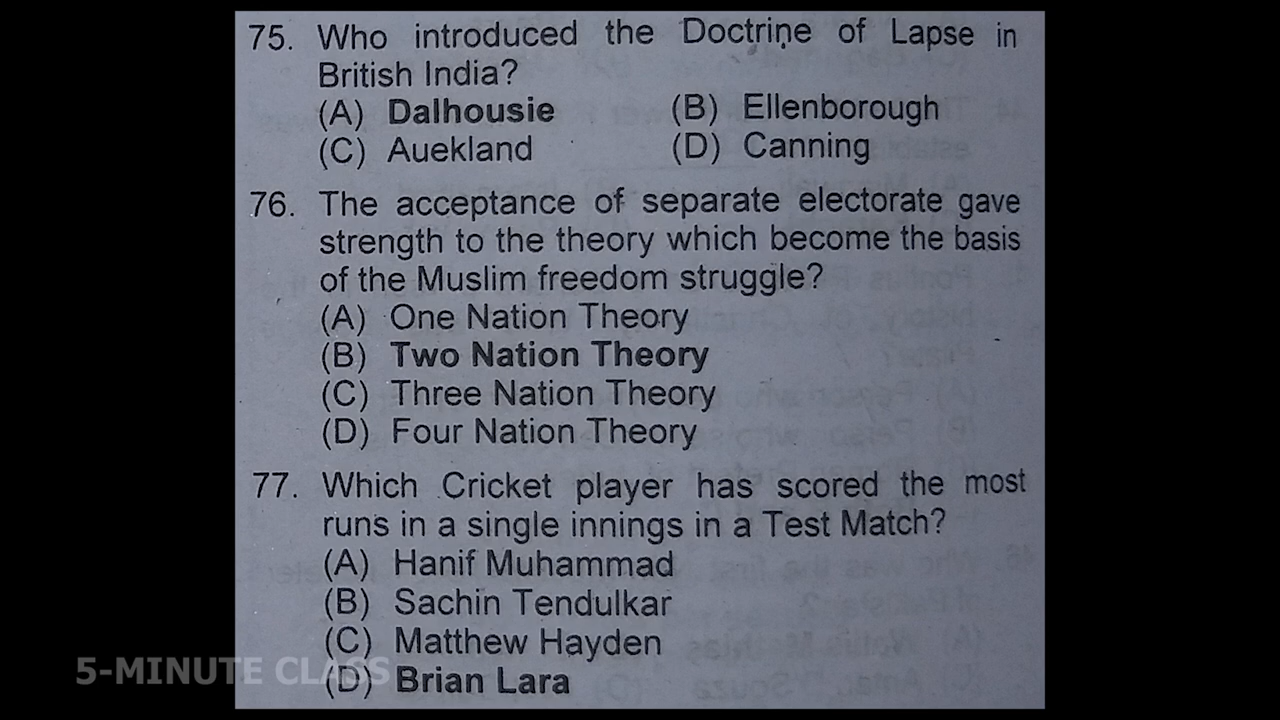 75. Who introduced the Doctrine of Lapse in
British India?
(A) Dalhousie (B) Ellenborough
(C) Auekland (D) Canning
76. The acceptance of separate electorate gave
strength to the theory which become the basis
of the Muslim freedom struggle?
(A) One Nation Theory
(B) Two Nation Theory
(C) Three Nation Theory
(D) Four Nation Theory
77. Which Cricket player has scored the most
runs in a single innings in a Test Match?
(A) Hanif Muhammad
(B) Sachin Tendulkar
(C) Matthew Hayden
(D) Brian Lara
5-MINUTE CLASS